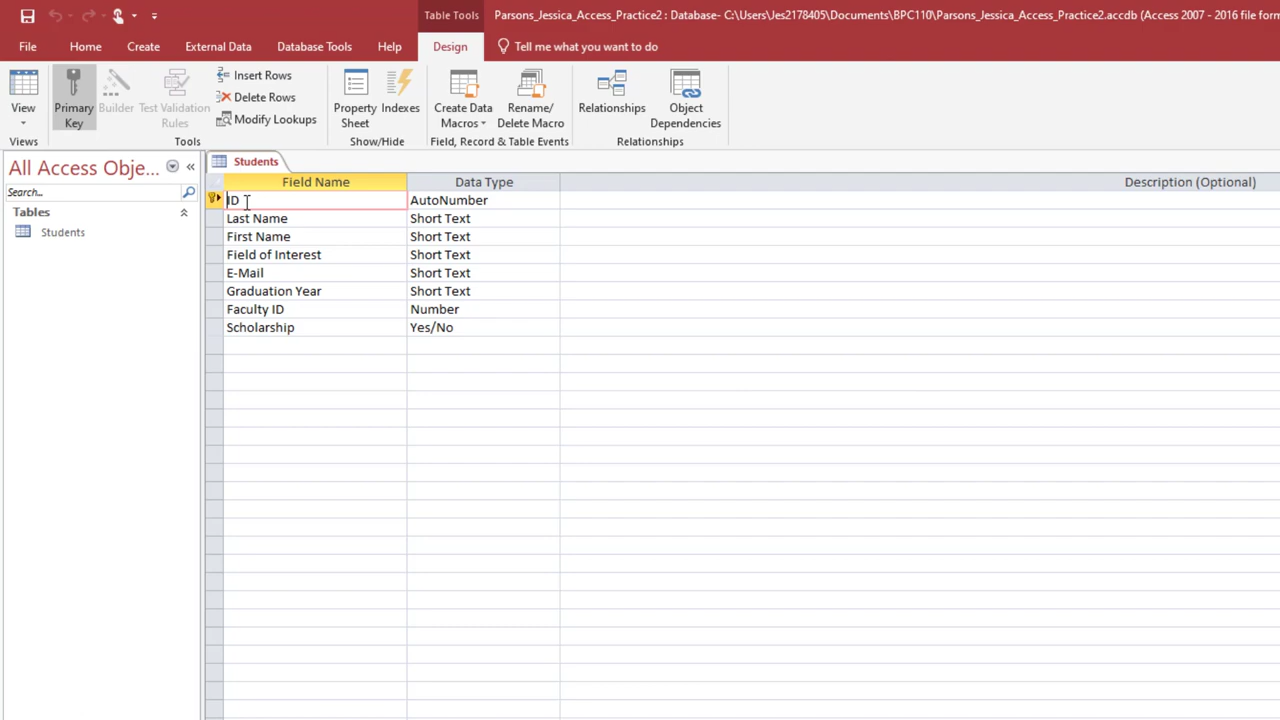 Table Tools
Parsons_Jessica_Access_Practice2 : Database- C:\Users\Jes2178405\Documents\BPC110\Parsons_Jessica_Access_Practice2.accdb (Access 2007 - 2016 file form
File Home Create External Data Database Tools Help Design Tell me what you want to do
View
Views
Primary Key
Builder
Test Validation Rules
Insert Rows
Delete Rows
Modify Lookups
Tools
Property Sheet
Indexes
Show/Hide
Create Data Macros
Rename/ Delete Macro
Field, Record & Table Events
Relationships
Object Dependencies
Relationships
All Access Obje...
Search...
Tables
Students
Students
Field Name Data Type Description (Optional)
ID AutoNumber
Last Name Short Text
First Name Short Text
Field of Interest Short Text
E-Mail Short Text
Graduation Year Short Text
Faculty ID Number
Scholarship Yes/No